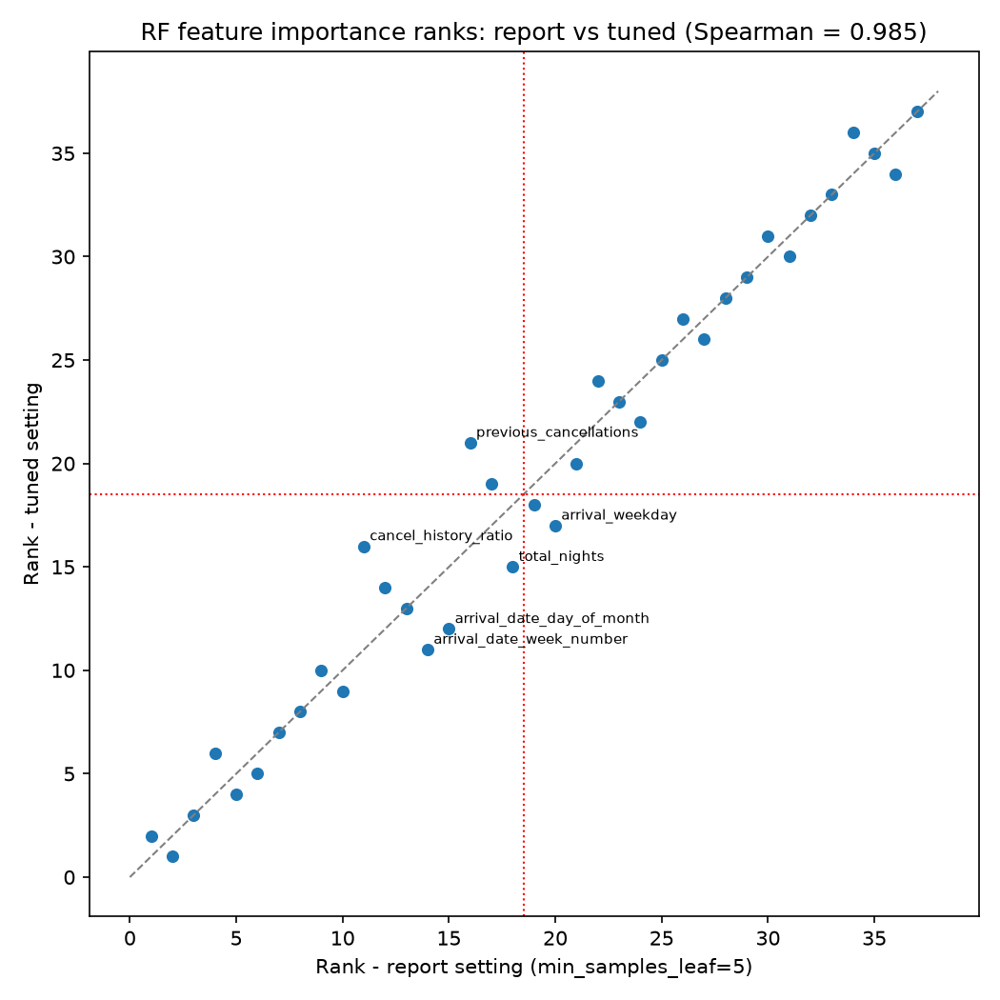 RF feature importance ranks: report vs tuned (Spearman = 0.985)
Rank - tuned setting
35
30
25
20
15
10
5
0
previous_cancellations
arrival_weekday
cancel_history_ratio
total_nights
arrival_date_day_of_month
arrival_date_week_number
0 5 10 15 20 25 30 35
Rank - report setting (min_samples_leaf=5)